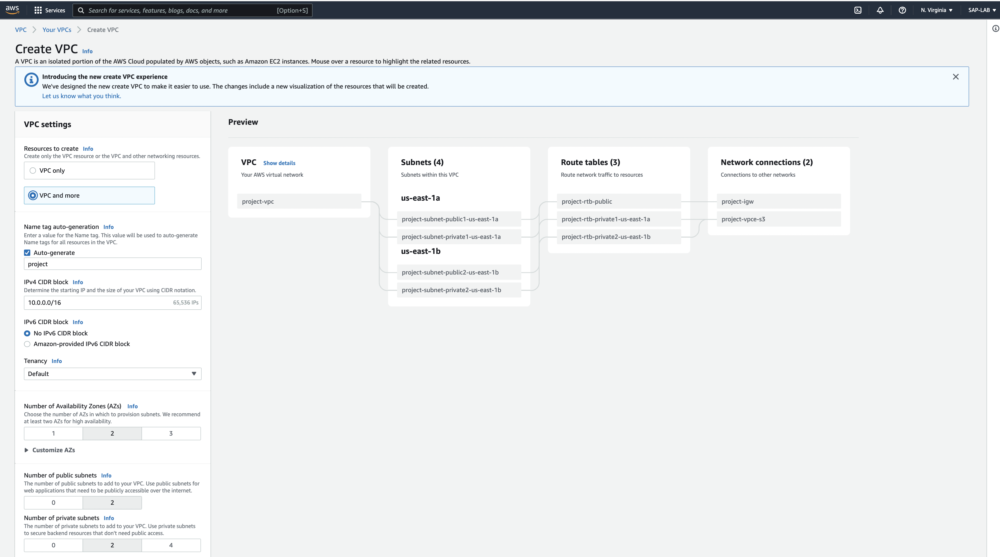 aws
Services
Search for services, features, blogs, docs, and more
[Option+S]
N. Virginia
SAP-LAB
VPC
Your VPCs
Create VPC
Create VPC Info
A VPC is an isolated portion of the AWS Cloud populated by AWS objects, such as Amazon EC2 instances. Mouse over a resource to highlight the related resources.
Introducing the new create VPC experience
We've designed the new create VPC to make it easier to use. The changes include a new visualization of the resources that will be created.
Let us know what you think.
VPC settings
Resources to create Info
Create only the VPC resource or the VPC and other networking resources.
VPC only
VPC and more
Name tag auto-generation Info
Enter a value for the Name tag. This value will be used to auto-generate
Name tags for all resources in the VPC.
Auto-generate
project
IPv4 CIDR block Info
Determine the starting IP and the size of your VPC using CIDR notation.
10.0.0.0/16
65,536 IPs
IPv6 CIDR block Info
No IPv6 CIDR block
Amazon-provided IPv6 CIDR block
Tenancy Info
Default
Number of Availability Zones (AZs) Info
Choose the number of AZs in which to provision subnets. We recommend
at least two AZs for high availability.
1
2
3
Customize AZs
Number of public subnets Info
The number of public subnets to add to your VPC. Use public subnets for
web applications that need to be publicly accessible over the internet.
0
2
Number of private subnets Info
The number of private subnets to add to your VPC. Use private subnets
to secure backend resources that don't need public access.
0
2
4
Preview
VPC Show details
Your AWS virtual network
project-vpc
Subnets (4)
Subnets within this VPC
us-east-1a
project-subnet-public1-us-east-1a
project-subnet-private1-us-east-1a
us-east-1b
project-subnet-public2-us-east-1b
project-subnet-private2-us-east-1b
Route tables (3)
Route network traffic to resources
project-rtb-public
project-rtb-private1-us-east-1a
project-rtb-private2-us-east-1b
Network connections (2)
Connections to other networks
project-igw
project-vpce-s3